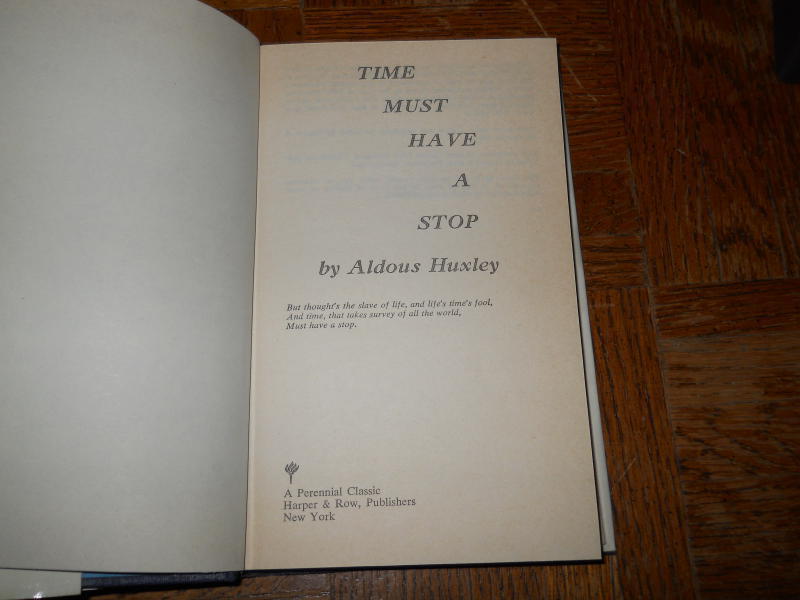 TIME
MUST
HAVE
A
STOP
by Aldous Huxley
But thought's the slave of life, and life's time's fool,
And time, that takes survey of all the world,
Must have a stop.
A Perennial Classic
Harper & Row, Publishers
New York